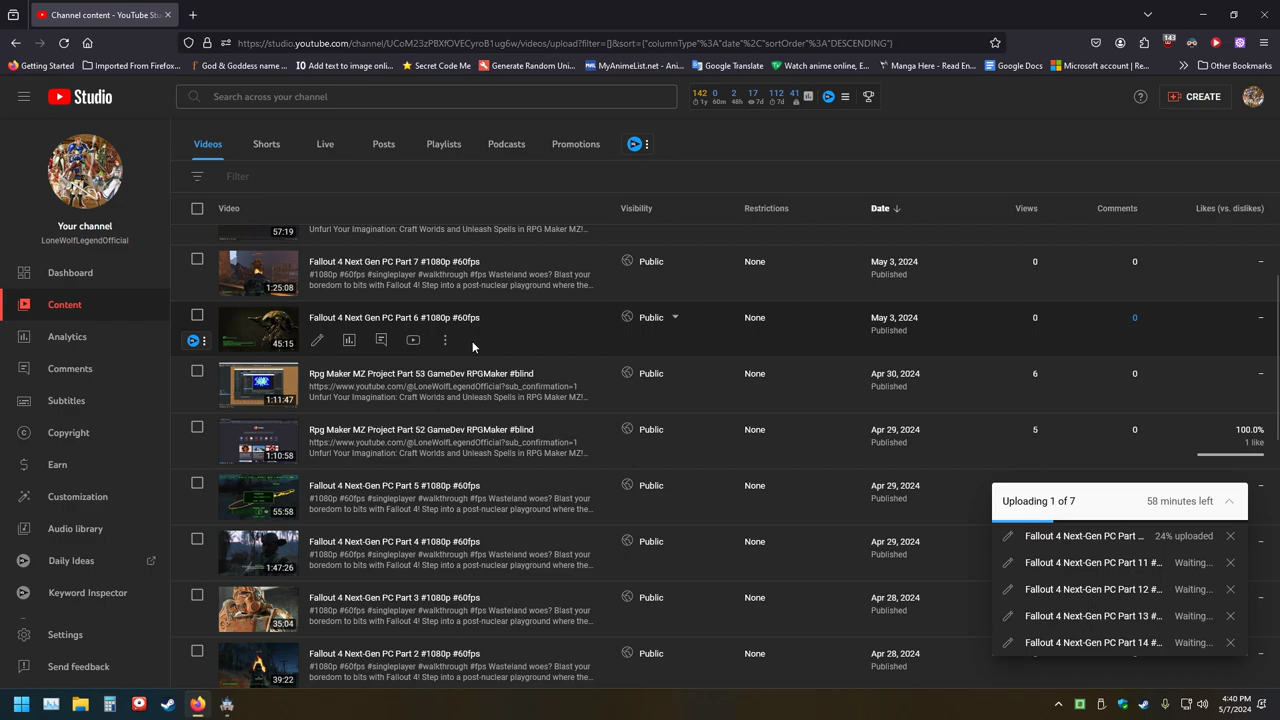 Channel content - YouTube Stu
https://studio.youtube.com/channel/UCoM23zPBXfOVECyroB1ug6w/videos/upload?filter=[]&sort={"columnType"%3A"date"%2C"sortOrder"%3A"DESCENDING"}
143
Getting Started
Imported From Firefox...
God & Goddess name ...
Add text to image onl...
Secret Code Me
Generate Random Uni...
MyAnimeList.net - Ani...
Google Translate
Watch anime online, E...
Manga Here - Read En...
Google Docs
Microsoft account | Re...
Other Bookmarks
Studio
Search across your channel
142 0 2 17 112 41
1y 60m 48h 7d 7d
CREATE
Videos
Shorts
Live
Posts
Playlists
Podcasts
Promotions
Filter
Your channel
LoneWolfLegendOfficial
Dashboard
Content
Analytics
Comments
Subtitles
Copyright
Earn
Customization
Audio library
Daily Ideas
Keyword Inspector
Settings
Send feedback
Video
Visibility
Restrictions
Date
Views
Comments
Likes (vs. dislikes)
57:19
Unfurl Your Imagination: Craft Worlds and Unleash Spells in RPG Maker MZ!...
Fallout 4 Next Gen PC Part 7 #1080p #60fps
#1080p #60fps #singleplayer #walkthrough #fps Wasteland woes? Blast your
boredom to bits with Fallout 4! Step into a post-nuclear playground where the...
1:25:08
Public
None
May 3, 2024
Published
0
0
–
Fallout 4 Next Gen PC Part 6 #1080p #60fps
45:15
Public
None
May 3, 2024
Published
0
0
–
Rpg Maker MZ Project Part 53 GameDev RPGMaker #blind
https://www.youtube.com/@LoneWolfLegendOfficial?sub_confirmation=1
Unfurl Your Imagination: Craft Worlds and Unleash Spells in RPG Maker MZ!...
1:11:47
Public
None
Apr 30, 2024
Published
6
0
–
Rpg Maker MZ Project Part 52 GameDev RPGMaker #blind
https://www.youtube.com/@LoneWolfLegendOfficial?sub_confirmation=1
Unfurl Your Imagination: Craft Worlds and Unleash Spells in RPG Maker MZ!...
1:10:58
Public
None
Apr 29, 2024
Published
5
0
100.0%
1 like
Fallout 4 Next Gen PC Part 5 #1080p #60fps
#1080p #60fps #singleplayer #walkthrough #fps Wasteland woes? Blast your
boredom to bits with Fallout 4! Step into a post-nuclear playground where the...
55:58
Public
None
Apr 29, 2024
Published
–
Fallout 4 Next Gen PC Part 4 #1080p #60fps
#1080p #60fps #singleplayer #walkthrough #fps Wasteland woes? Blast your
boredom to bits with Fallout 4! Step into a post-nuclear playground where the...
1:47:26
Public
None
Apr 29, 2024
Published
–
Fallout 4 Next Gen PC Part 3 #1080p #60fps
#1080p #60fps #singleplayer #walkthrough #fps Wasteland woes? Blast your
boredom to bits with Fallout 4! Step into a post-nuclear playground where the...
35:04
Public
None
Apr 28, 2024
Published
–
Fallout 4 Next Gen PC Part 2 #1080p #60fps
#1080p #60fps #singleplayer #walkthrough #fps Wasteland woes? Blast your
boredom to bits with Fallout 4! Step into a post-nuclear playground where the...
39:22
Public
None
Apr 28, 2024
Published
Uploading 1 of 7
58 minutes left
Fallout 4 Next-Gen PC Part ...
24% uploaded
Fallout 4 Next-Gen PC Part 11 #...
Waiting...
Fallout 4 Next-Gen PC Part 12 #...
Waiting...
Fallout 4 Next-Gen PC Part 13 #...
Waiting...
Fallout 4 Next-Gen PC Part 14 #...
Waiting...
4:40 PM
5/7/2024